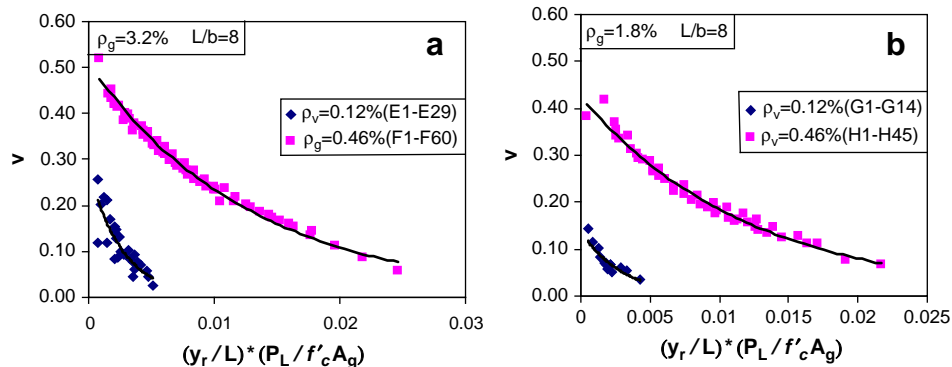 ρg=3.2% L/b=8
a
ρv=0.12%(E1-E29)
ρg=0.46%(F1-F60)
0.60
0.50
0.40
0.30
0.20
0.10
0.00
v
0 0.01 0.02 0.03
(yr/L)*(PL/f′cAg)
ρg=1.8% L/b=8
b
ρv=0.12%(G1-G14)
ρv=0.46%(H1-H45)
0.60
0.50
0.40
0.30
0.20
0.10
0.00
v
0 0.005 0.01 0.015 0.02 0.025
(yr/L)*(PL/f′cAg)